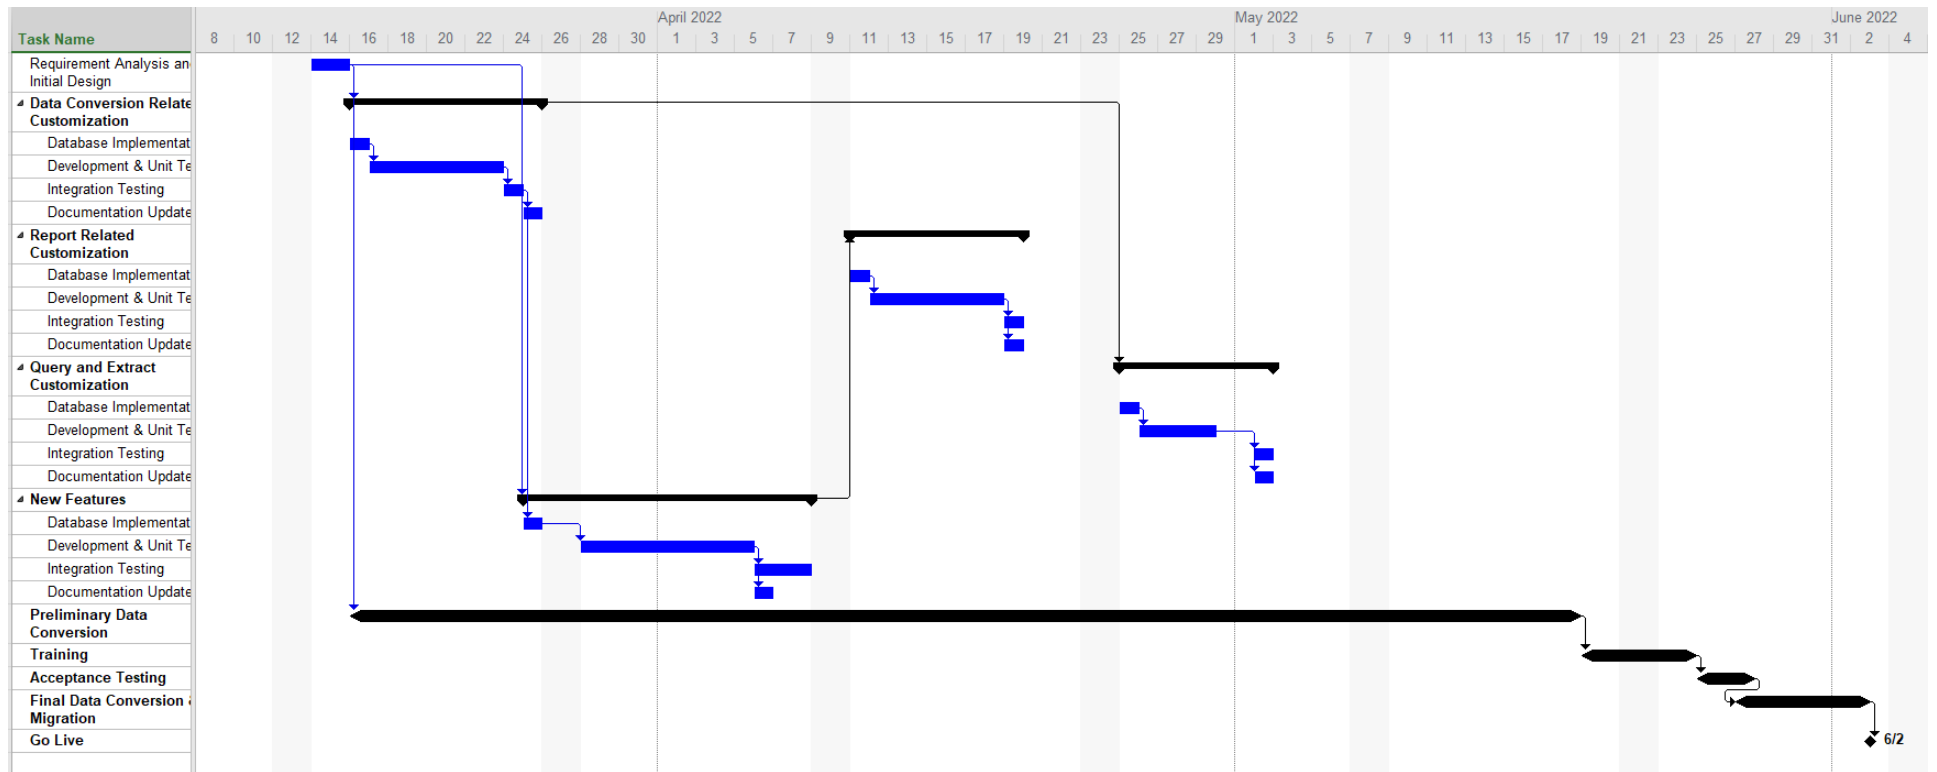 April 2022
May 2022
June 2022
Task Name
8 10 12 14 16 18 20 22 24 26 28 30 1 3 5 7 9 11 13 15 17 19 21 23 25 27 29 1 3 5 7 9 11 13 15 17 19 21 23 25 27 29 31 2 4
Requirement Analysis an
Initial Design
Data Conversion Relate
Customization
Database Implementat
Development & Unit Te
Integration Testing
Documentation Update
Report Related
Customization
Database Implementat
Development & Unit Te
Integration Testing
Documentation Update
Query and Extract
Customization
Database Implementat
Development & Unit Te
Integration Testing
Documentation Update
New Features
Database Implementat
Development & Unit Te
Integration Testing
Documentation Update
Preliminary Data
Conversion
Training
Acceptance Testing
Final Data Conversion
Migration
Go Live
6/2